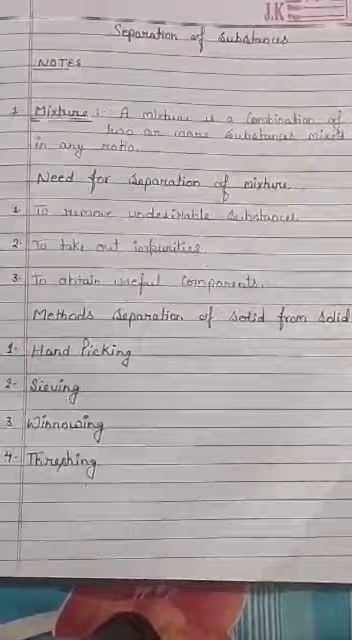 J.K
Separation of Substances
NOTES
1 Mixture :- A mixture is a Combination of
two or more Substances mixed
in any ratio.
Need for Separation of mixture.
1. To remove undesirable Substances.
2. To take out impurities.
3. To obtain useful Components.
Methods Separation of Solid from Solid
1- Hand Picking
2- Sieving
3 Winnowing
4- Threshing